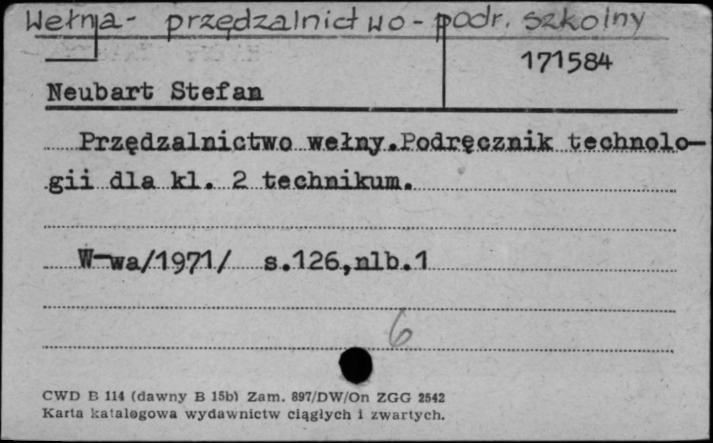 Wełna - przędzalnictwo - podr. szkolny
171584
Neubart Stefan
Przędzalnictwo wełny.Podręcznik technolo-
gii dla kl. 2 technikum.
W-wa/1971/ s.126,nlb.1
6
CWD B 114 (dawny B 15b) Zam. 897/DW/On ZGG 2542
Karta katalogowa wydawnictw ciągłych i zwartych.